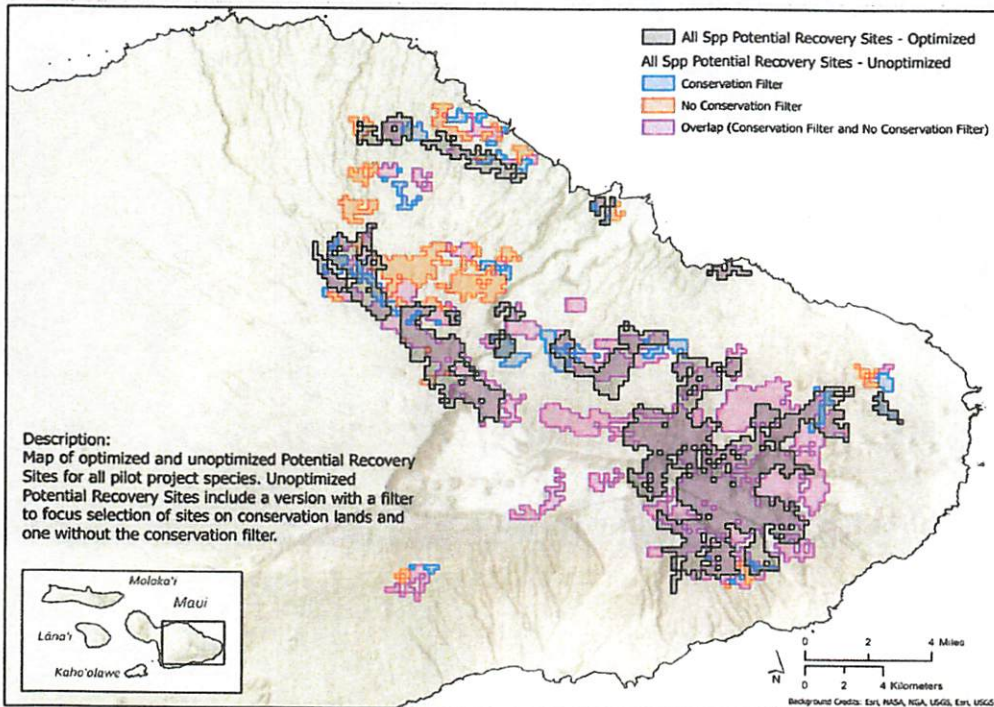 All Spp Potential Recovery Sites - Optimized
All Spp Potential Recovery Sites - Unoptimized
Conservation Filter
No Conservation Filter
Overlap (Conservation Filter and No Conservation Filter)
Description:
Map of optimized and unoptimized Potential Recovery
Sites for all pilot project species. Unoptimized
Potential Recovery Sites include a version with a filter
to focus selection of sites on conservation lands and
one without the conservation filter.
Moloka'i
Maui
Lāna'i
Kaho'olawe
N
0 2 4 Miles
0 2 4 Kilometers
Background Credits: Esri, NASA, NGA, USGS, Esri, USGS